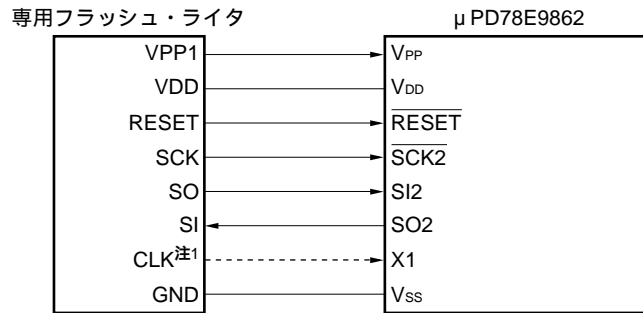 専用フラッシュ・ライタ μPD78E9862
VPP1 VPP
VDD VDD
RESET RESET
SCK SCK2
SO SI2
SI SO2
CLK注1 X1
GND VSS